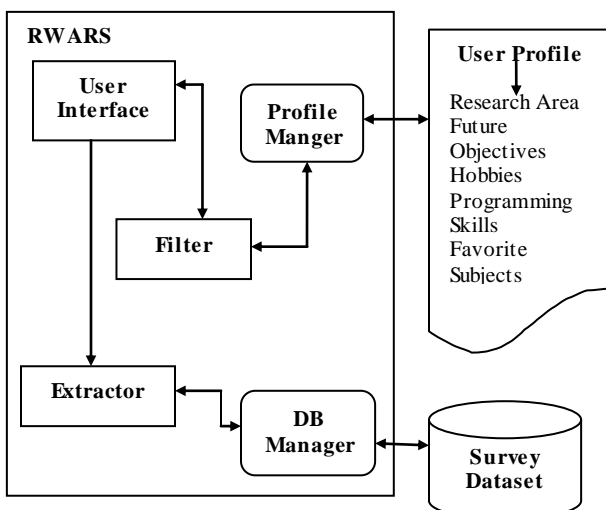 RWARS
User
Interface
Profile
Manger
Filter
Extractor
DB
Manager
User Profile
Research Area
Future
Objectives
Hobbies
Programming
Skills
Favorite
Subjects
Survey
Dataset